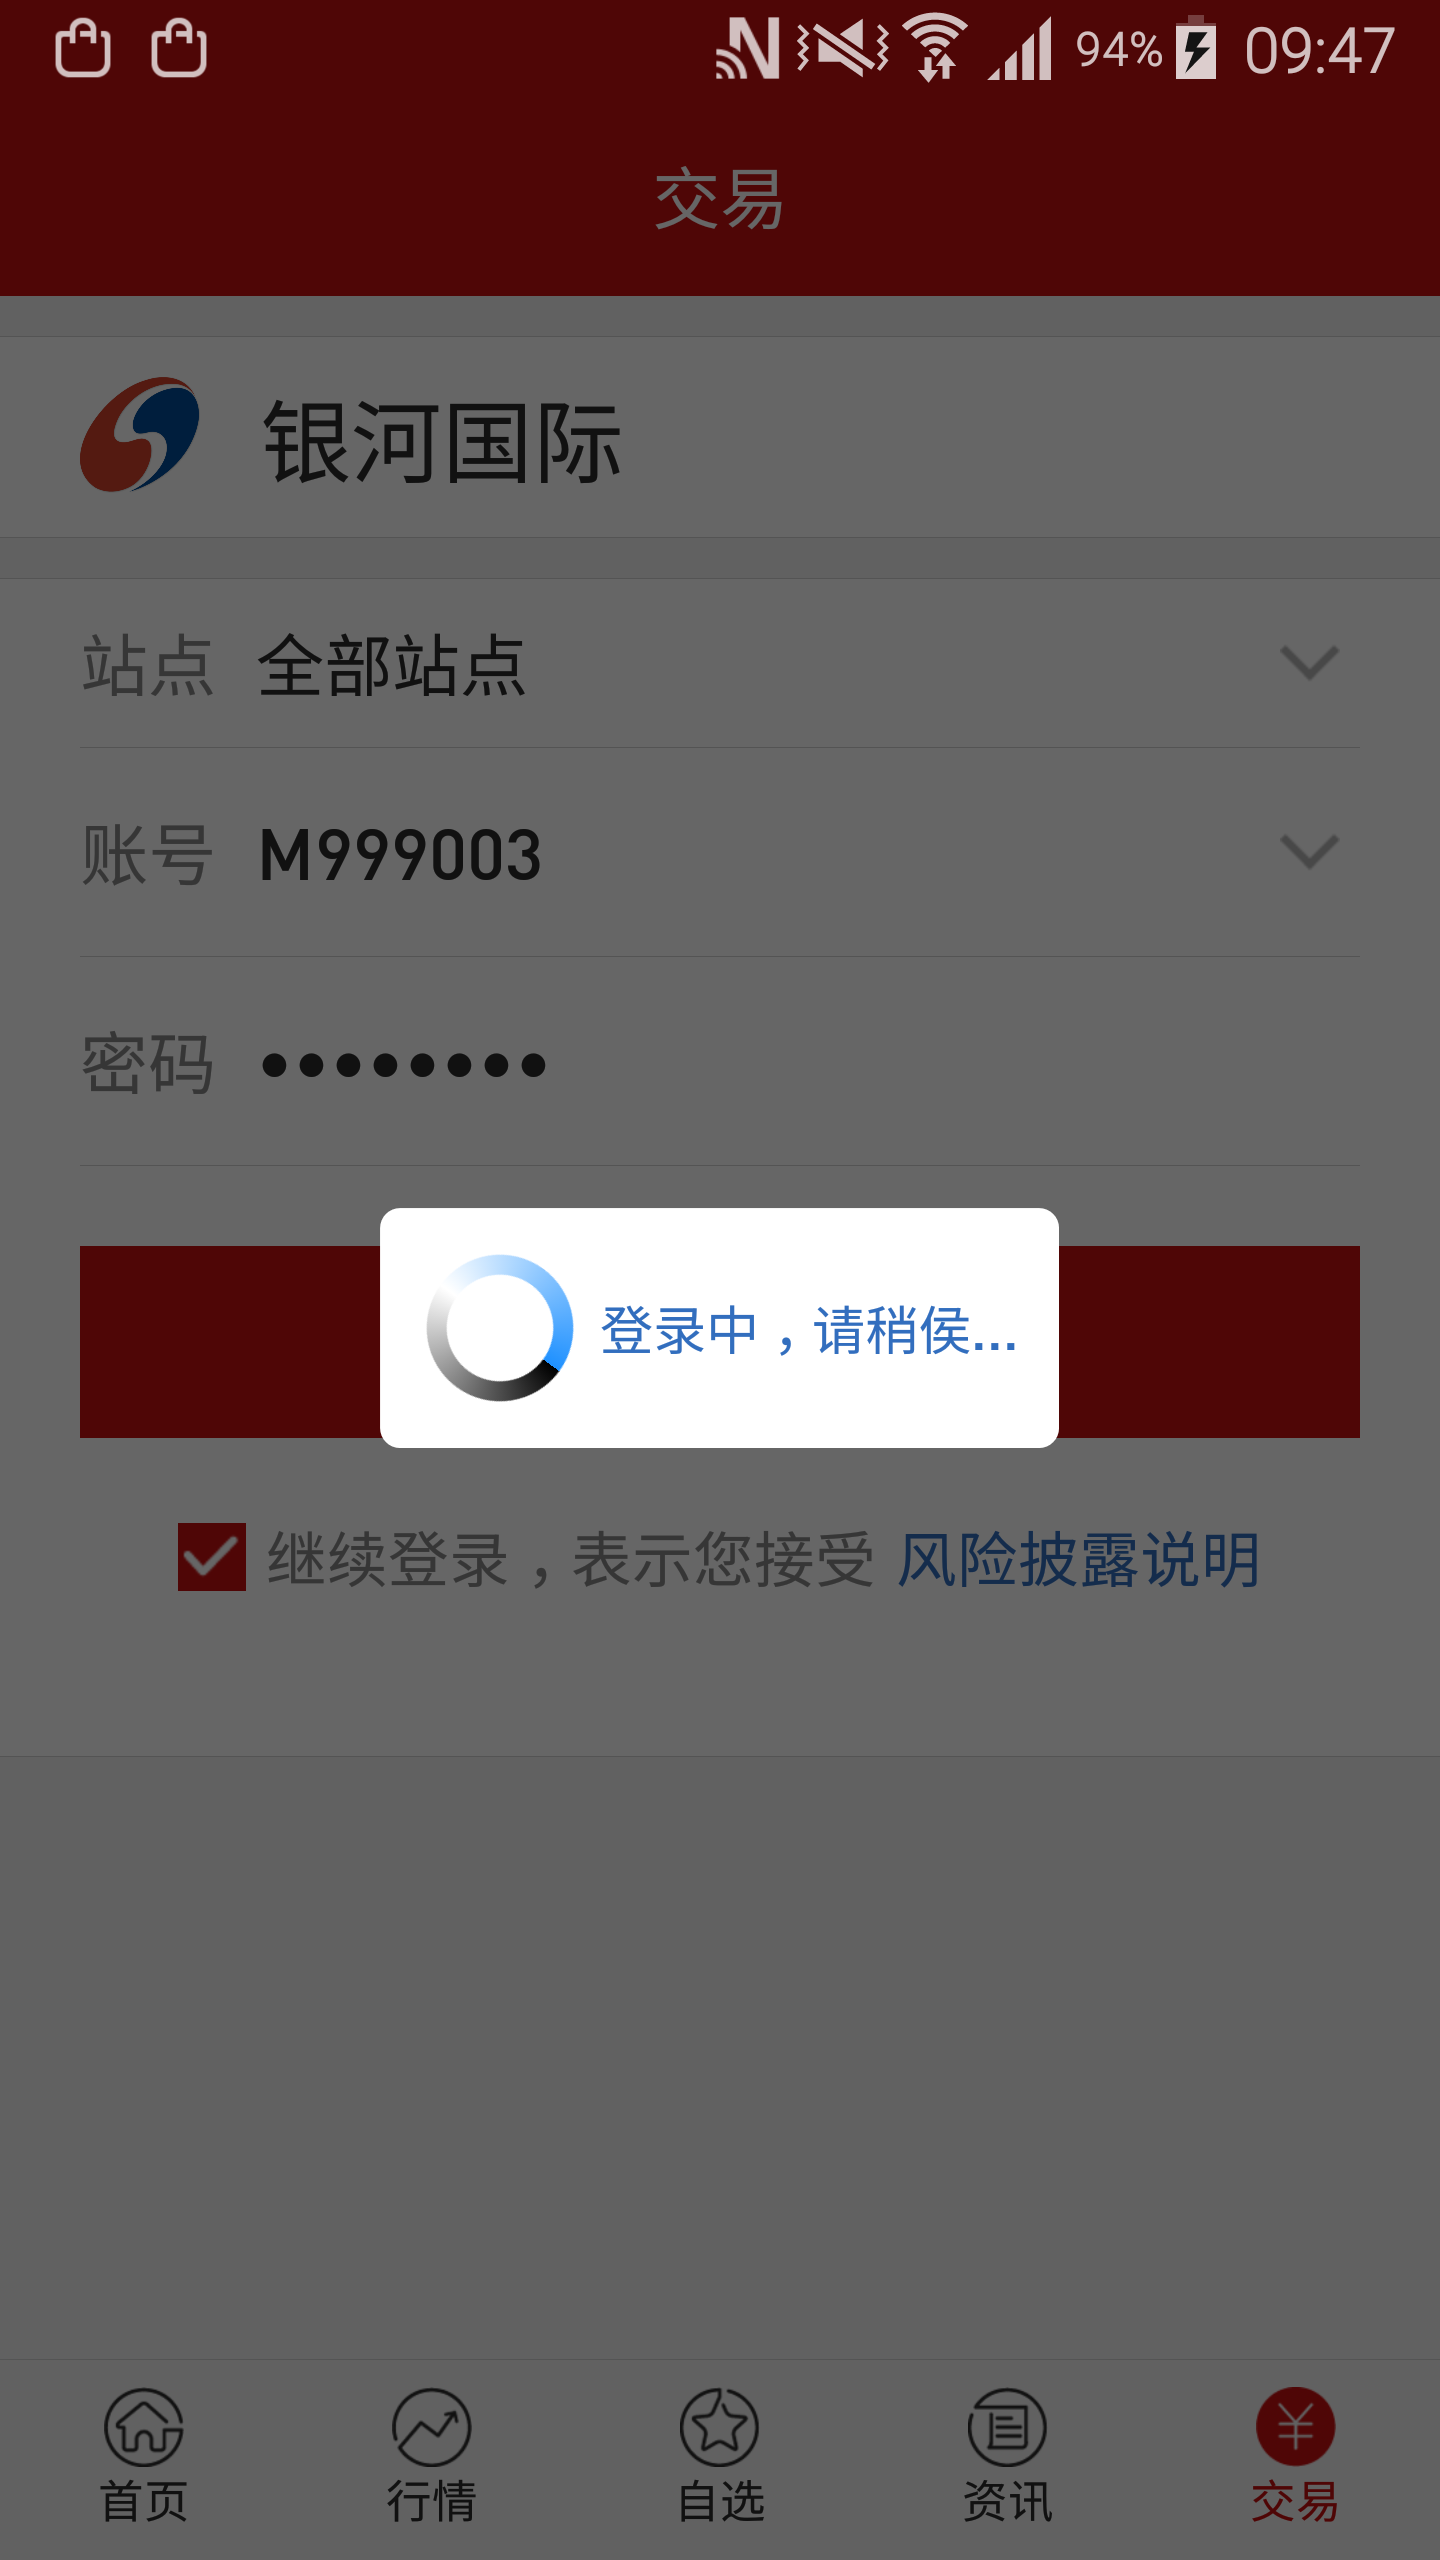 94% 09:47
交易
银河国际
站点 全部站点
账号 M999003
密码 ••••••••
登录中，请稍侯...
继续登录，表示您接受 风险披露说明
首页 行情 自选 资讯 交易